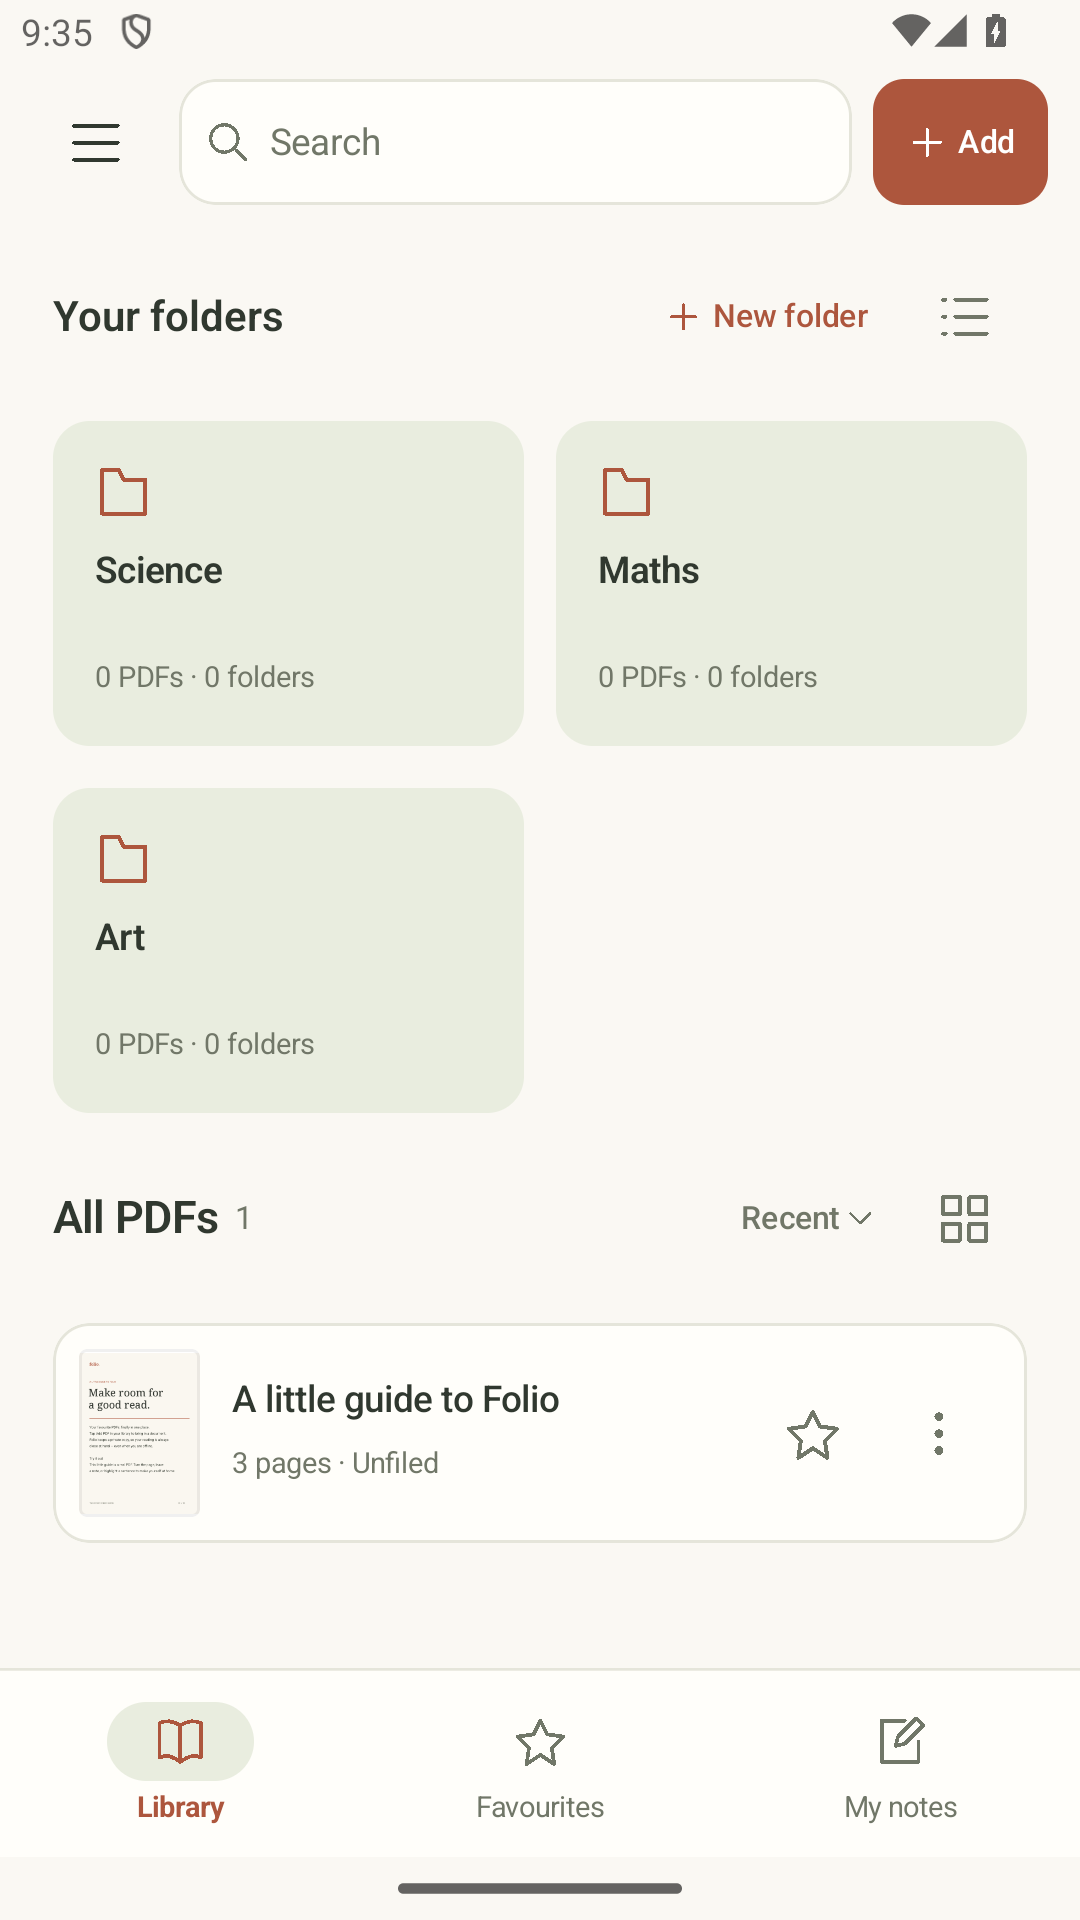 9:35
Search
Add
Your folders
New folder
Science
0 PDFs · 0 folders
Maths
0 PDFs · 0 folders
Art
0 PDFs · 0 folders
All PDFs 1
Recent
Make room for
a good read.
A little guide to Folio
3 pages · Unfiled
Library
Favourites
My notes